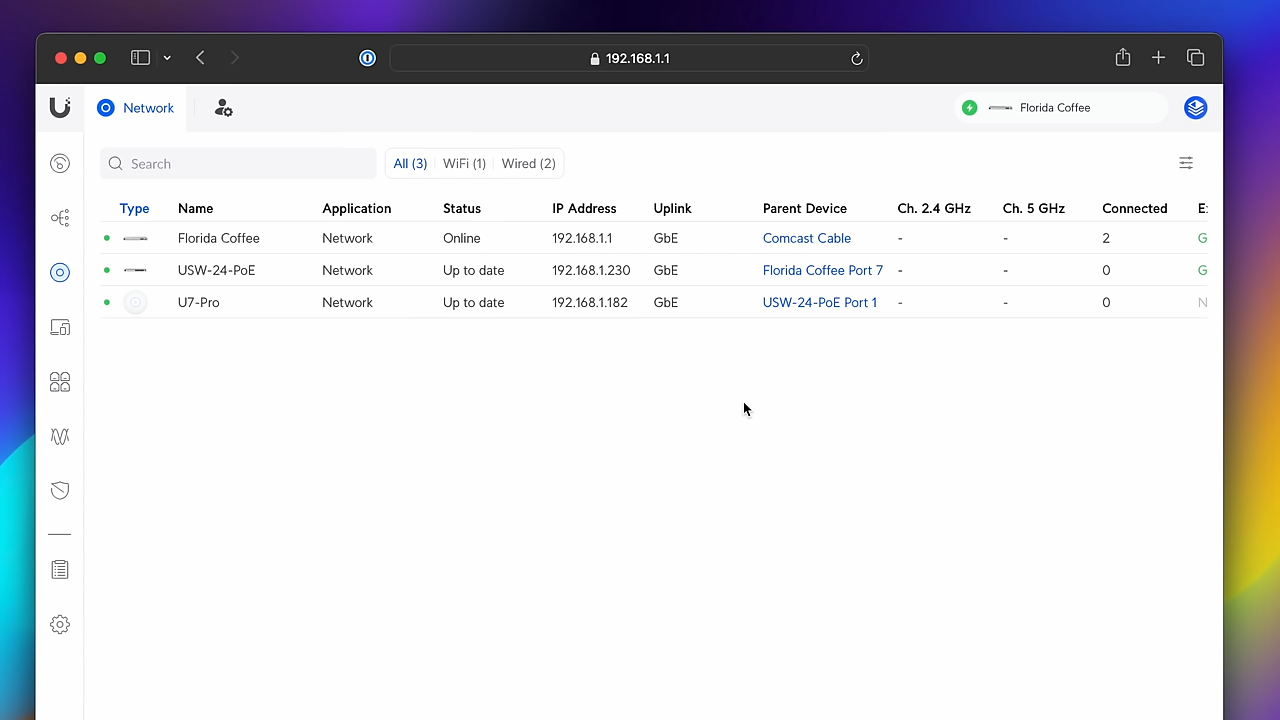 192.168.1.1
Network
Florida Coffee
Search All (3) WiFi (1) Wired (2)
Type Name Application Status IP Address Uplink Parent Device Ch. 2.4 GHz Ch. 5 GHz Connected E
Florida Coffee Network Online 192.168.1.1 GbE Comcast Cable - - 2 G
USW-24-PoE Network Up to date 192.168.1.230 GbE Florida Coffee Port 7 - - 0 G
U7-Pro Network Up to date 192.168.1.182 GbE USW-24-PoE Port 1 - - 0 N